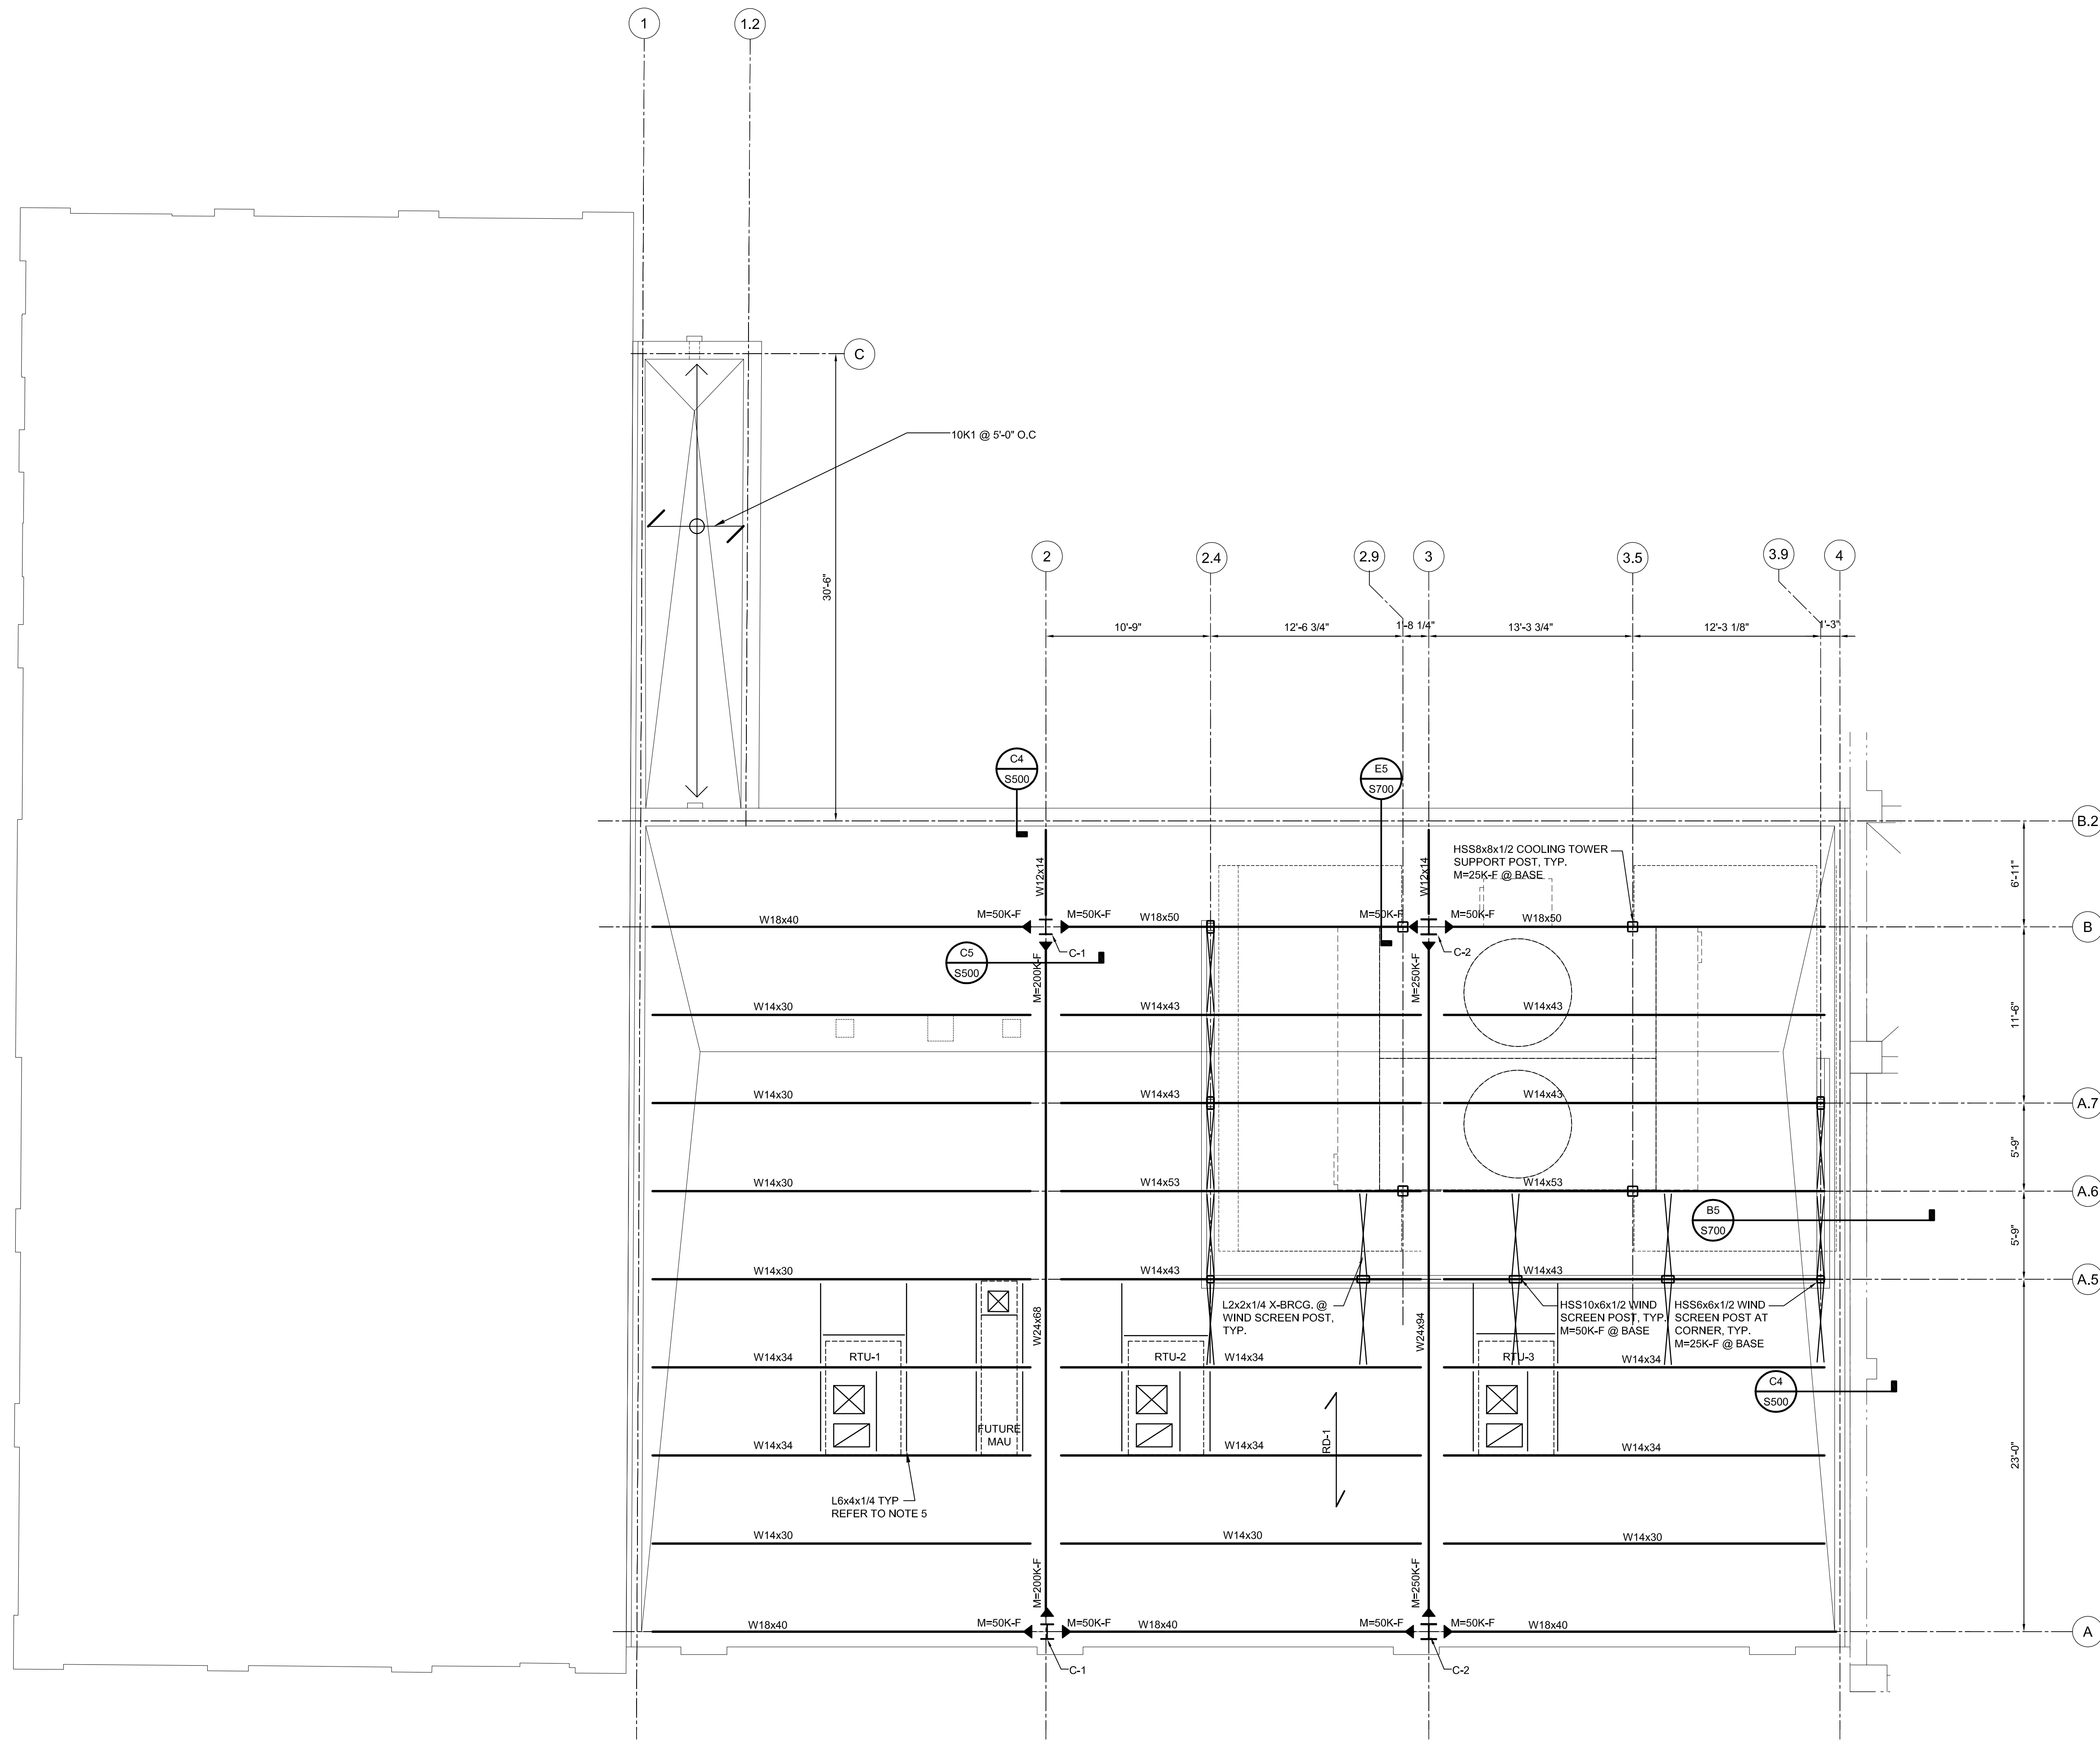 1
1.2
C
10K1 @ 5'-0" O.C
30'-6"
2
2.4
2.9
3
3.5
3.9
4
10'-9"
12'-6 3/4"
1'-8 1/4"
13'-3 3/4"
12'-3 1/8"
1'-3"
C4
S500
E5
S700
B.2
W12x14
W12x14
HSS8x8x1/2 COOLING TOWER
SUPPORT POST, TYP.
M=25K-F @ BASE
6'-11"
W18x40
M=50K-F
M=50K-F
W18x50
M=50K-F
M=50K-F
W18x50
B
C5
S500
C-1
C-2
M=200K-F
M=250K-F
W14x30
W14x43
W14x43
11'-6"
W14x30
W14x43
W14x43
A.7
5'-9"
W14x30
W14x53
W14x53
A.6
B5
S700
5'-9"
W14x30
W14x43
W14x43
A.5
L2x2x1/4 X-BRCG. @
WIND SCREEN POST,
TYP.
HSS10x6x1/2 WIND
SCREEN POST, TYP.
M=50K-F @ BASE
HSS6x6x1/2 WIND
SCREEN POST AT
CORNER, TYP.
M=25K-F @ BASE
W24x68
W24x94
W14x34
RTU-1
RTU-2
W14x34
RTU-3
W14x34
C4
S500
FUTURE
MAU
RD-1
W14x34
W14x34
W14x34
23'-0"
L6x4x1/4 TYP
REFER TO NOTE 5
W14x30
W14x30
W14x30
M=200K-F
M=250K-F
W18x40
M=50K-F
M=50K-F
W18x40
M=50K-F
M=50K-F
W18x40
A
C-1
C-2